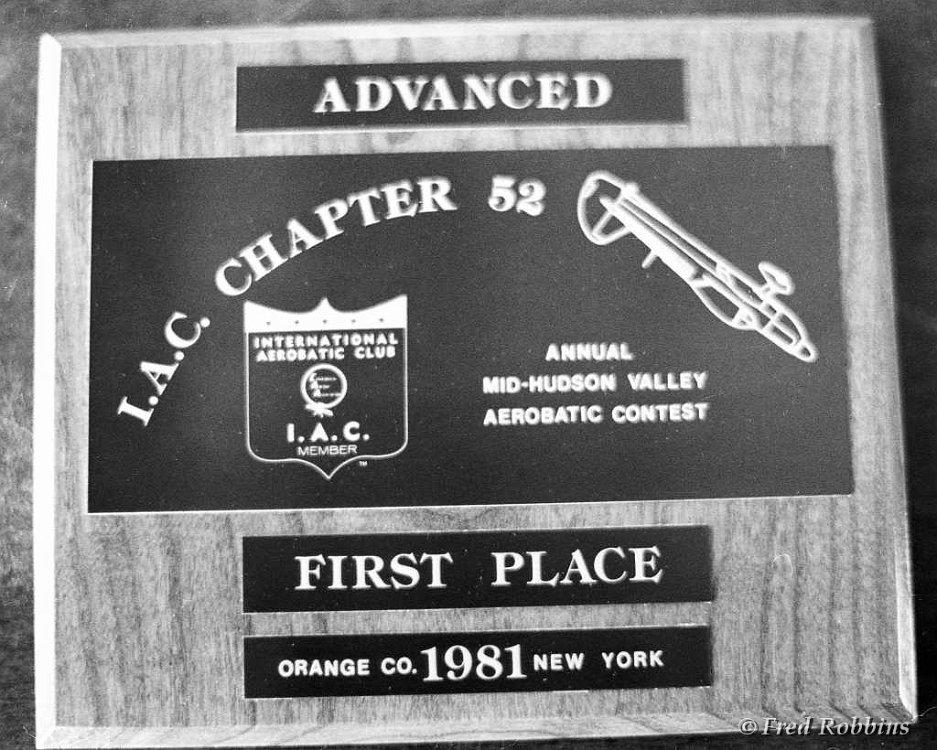 ADVANCED
I.A.C. CHAPTER 52
INTERNATIONAL
AEROBATIC CLUB
I.A.C.
MEMBER
TM
ANNUAL
MID-HUDSON VALLEY
AEROBATIC CONTEST
FIRST PLACE
ORANGE CO. 1981 NEW YORK
© Fred Robbins